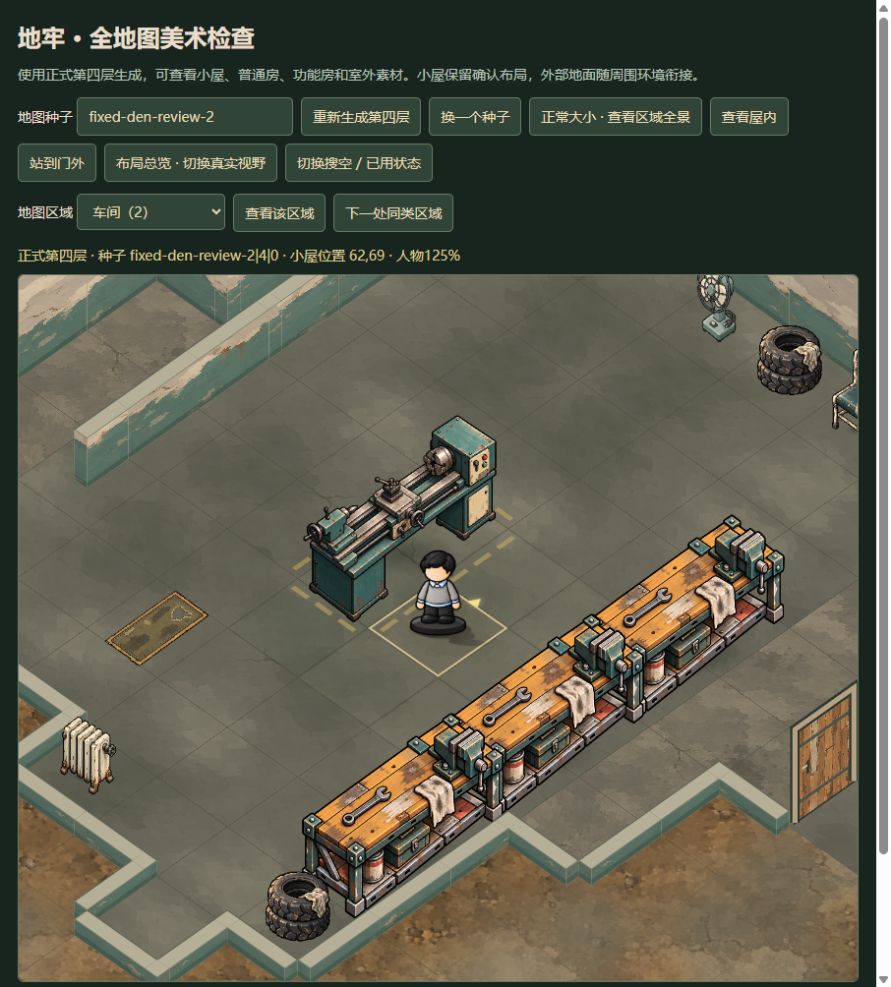 地牢 · 全地图美术检查
使用正式第四层生成，可查看小屋、普通房、功能房和室外素材。小屋保留确认布局，外部地面随周围环境衔接。
地图种子 fixed-den-review-2 重新生成第四层 换一个种子 正常大小 · 查看区域全景 查看屋内
站到门外 布局总览 · 切换真实视野 切换搜空 / 已用状态
地图区域 车间（2） 查看该区域 下一处同类区域
正式第四层 · 种子 fixed-den-review-2|4|0 · 小屋位置 62,69 · 人物125%